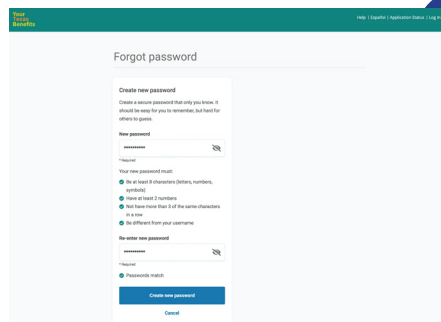 Your
Texas
Benefits
Help | Español | Application Status | Log in
Forgot password
Create new password
Create a secure password that only you know. It
should be easy for you to remember, but hard for
others to guess.
New password
••••••••••
* Required
Your new password must:
Be at least 8 characters (letters, numbers,
symbols)
Have at least 2 numbers
Not have more than 3 of the same characters
in a row
Be different from your username
Re-enter new password
••••••••••
* Required
Passwords match
Create new password
Cancel